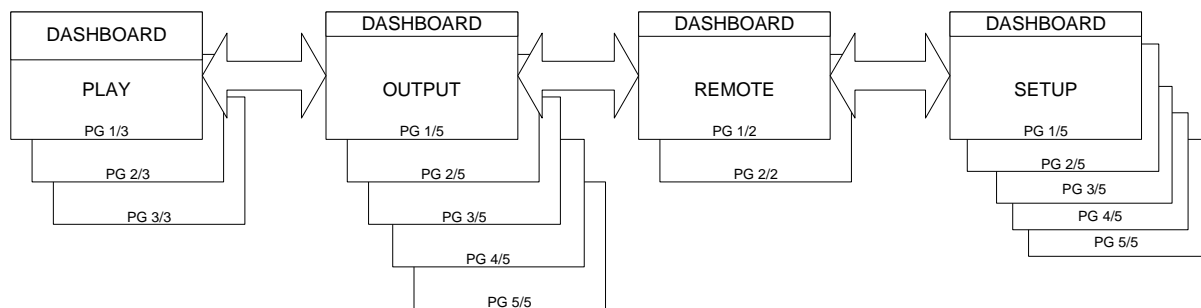 DASHBOARD
PLAY
PG 1/3
PG 2/3
PG 3/3
DASHBOARD
OUTPUT
PG 1/5
PG 2/5
PG 3/5
PG 4/5
PG 5/5
DASHBOARD
REMOTE
PG 1/2
PG 2/2
DASHBOARD
SETUP
PG 1/5
PG 2/5
PG 3/5
PG 4/5
PG 5/5